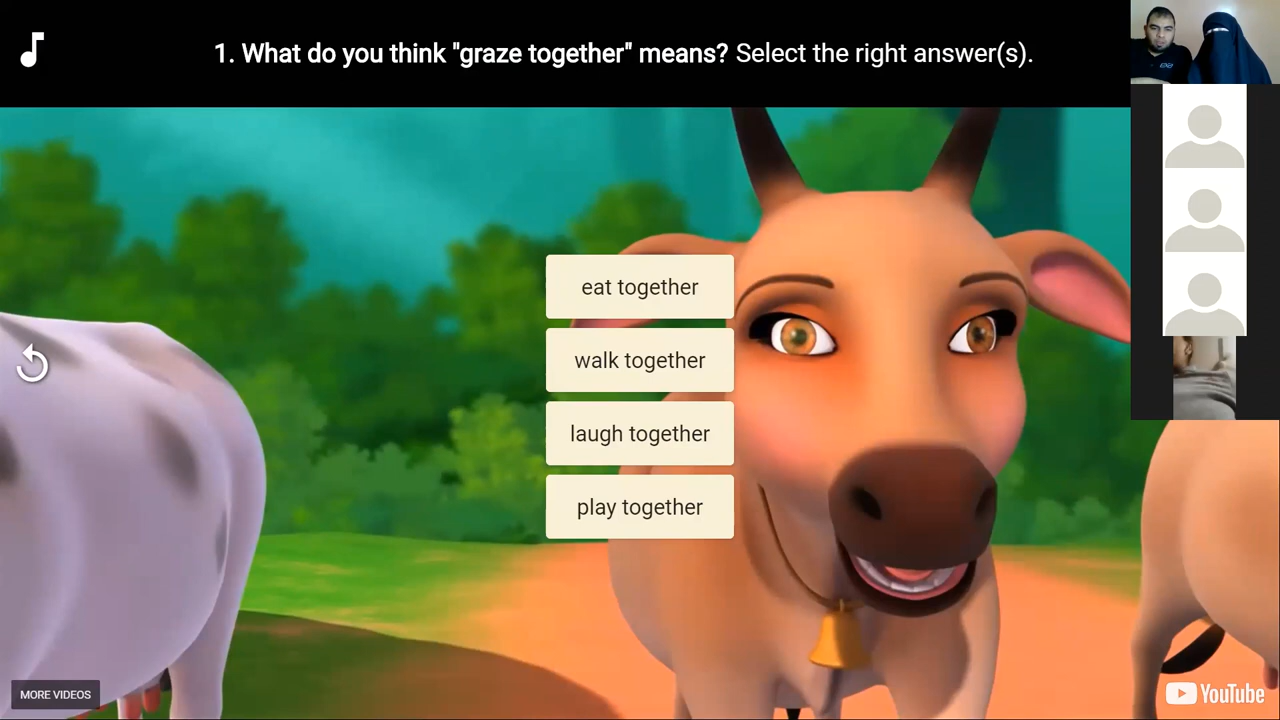 1. What do you think "graze together" means? Select the right answer(s).
eat together
walk together
laugh together
play together
MORE VIDEOS
YouTube